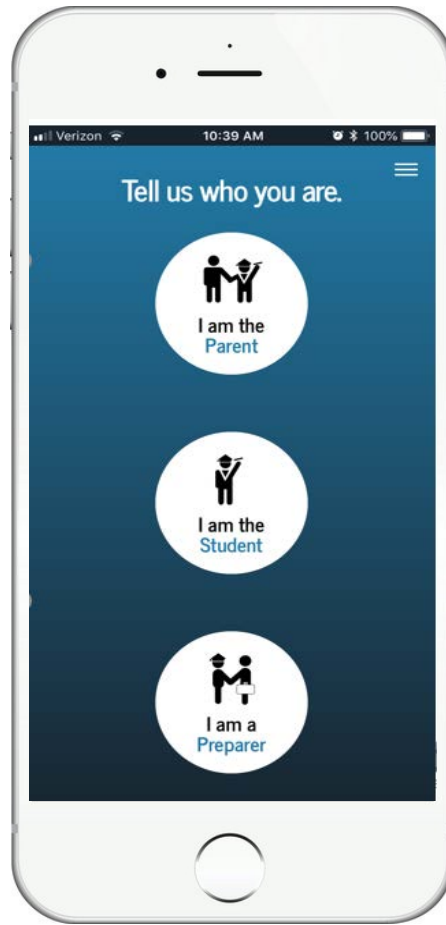 Verizon 10:39 AM 100%
Tell us who you are.
I am the
Parent
I am the
Student
I am a
Preparer